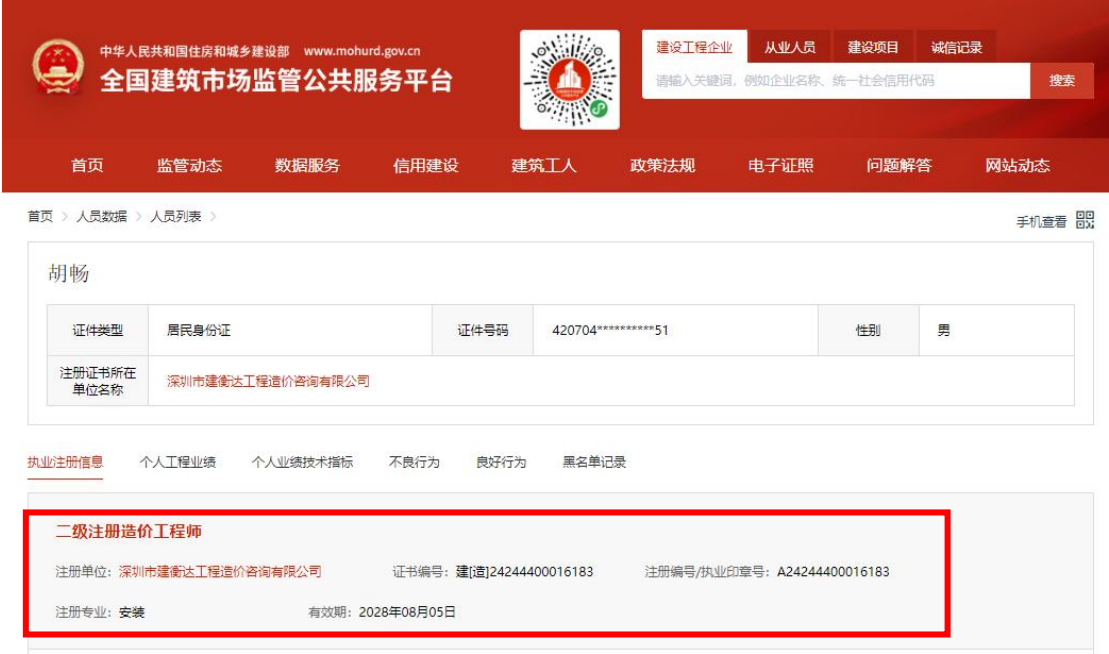 中华人民共和国住房和城乡建设部 www.mohurd.gov.cn
全国建筑市场监管公共服务平台
建设工程企业 从业人员 建设项目 诚信记录
请输入关键词，例如企业名称、统一社会信用代码 搜索
首页 监管动态 数据服务 信用建设 建筑工人 政策法规 电子证照 问题解答 网站动态
首页 > 人员数据 > 人员列表 >
手机查看
胡畅
证件类型 居民身份证 证件号码 420704**********51 性别 男
注册证书所在
单位名称
深圳市建衡达工程造价咨询有限公司
执业注册信息 个人工程业绩 个人业绩技术指标 不良行为 良好行为 黑名单记录
二级注册造价工程师
注册单位：深圳市建衡达工程造价咨询有限公司 证书编号：建[造]24244400016183 注册编号/执业印章号：A24244400016183
注册专业：安装 有效期：2028年08月05日